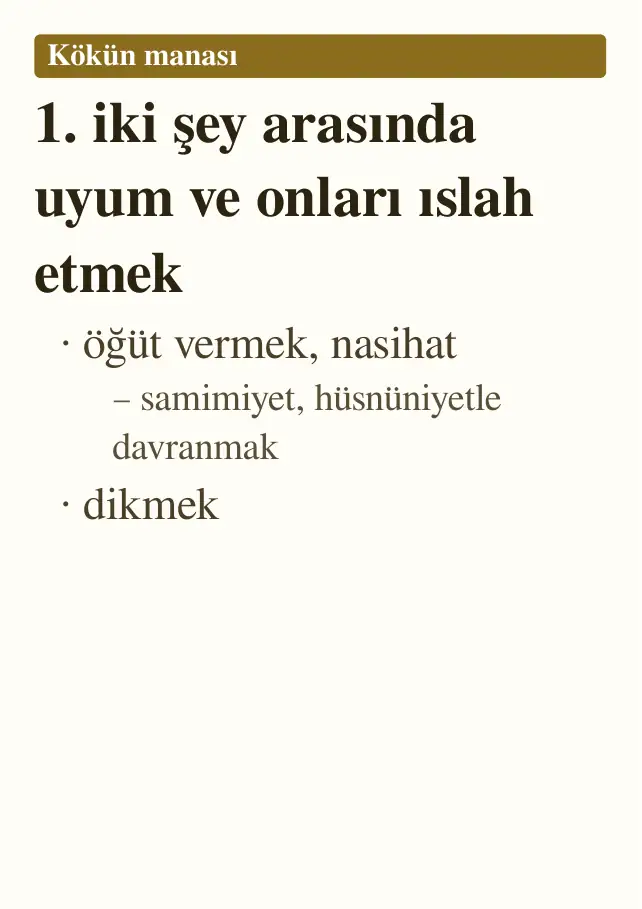 Kökün manası
1. iki şey arasında
uyum ve onları ıslah
etmek
· öğüt vermek, nasihat
– samimiyet, hüsnüniyetle
davranmak
· dikmek